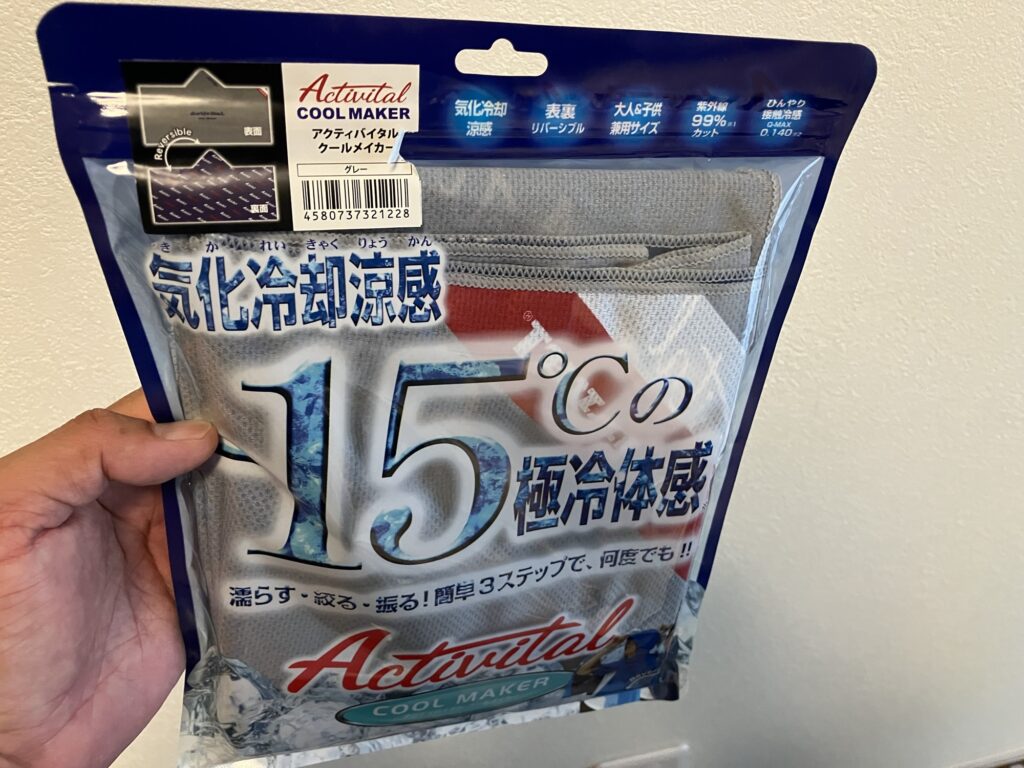 Activital
COOL MAKER
アクティバイタル
クールメイカー
グレー
4580737321228
表面
Reversible
裏面
気化冷却
涼感
表裏
リバーシブル
大人&子供
兼用サイズ
紫外線
99%
カット
ひんやり
接触冷感
Q-MAX
0.140
き か れい きゃく りょう かん
気化冷却涼感
-15℃の
極冷体感
濡らす・絞る・振る!簡単3ステップで、何度でも!!
Activital
COOL MAKER